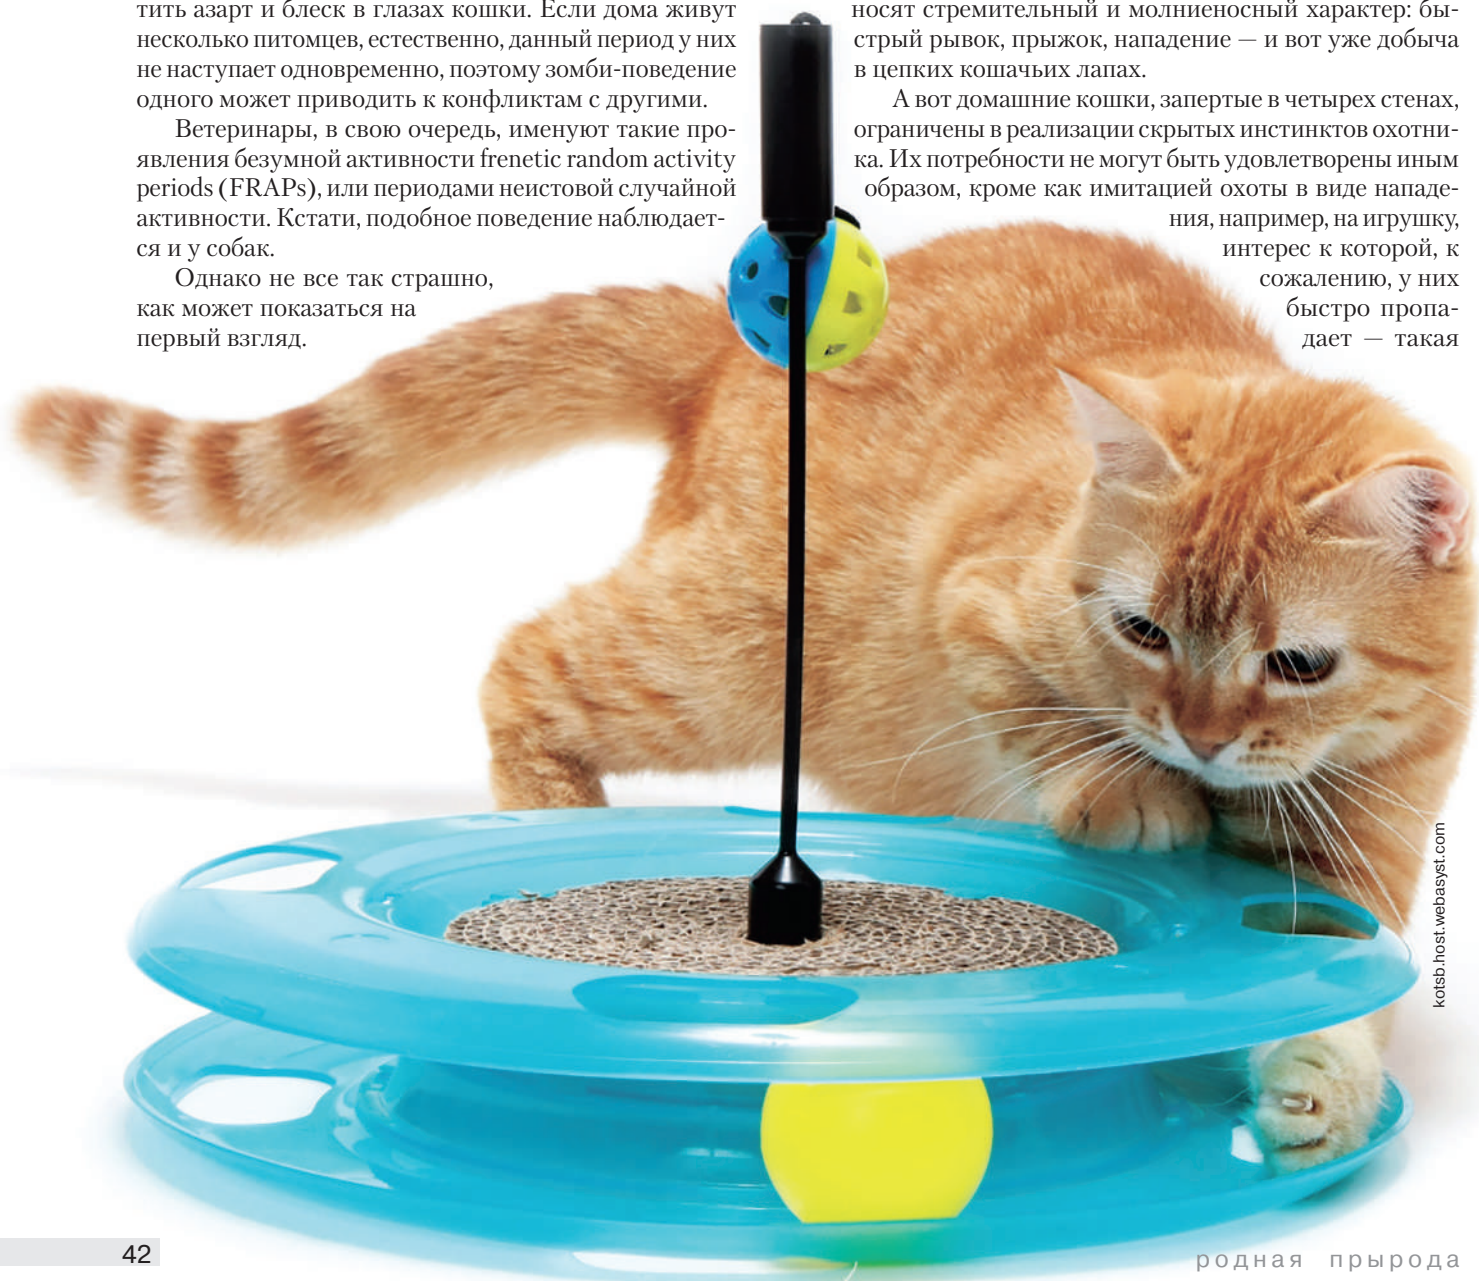 тить азарт и блеск в глазах кошки. Если дома живут
несколько питомцев, естественно, данный период у них
не наступает одновременно, поэтому зомби-поведение
одного может приводить к конфликтам с другими.
Ветеринары, в свою очередь, именуют такие про-
явления безумной активности frenetic random activity
periods (FRAPs), или периодами неистовой случайной
активности. Кстати, подобное поведение наблюдает-
ся и у собак.
Однако не все так страшно,
как может показаться на
первый взгляд.
носят стремительный и молниеносный характер: бы-
стрый рывок, прыжок, нападение — и вот уже добыча
в цепких кошачьих лапах.
А вот домашние кошки, запертые в четырех стенах,
ограничены в реализации скрытых инстинктов охотни-
ка. Их потребности не могут быть удовлетворены иным
образом, кроме как имитацией охоты в виде нападе-
ния, например, на игрушку,
интерес к которой, к
сожалению, у них
быстро пропа-
дает — такая
kotsb.host.webasyst.com
42
родная прырода